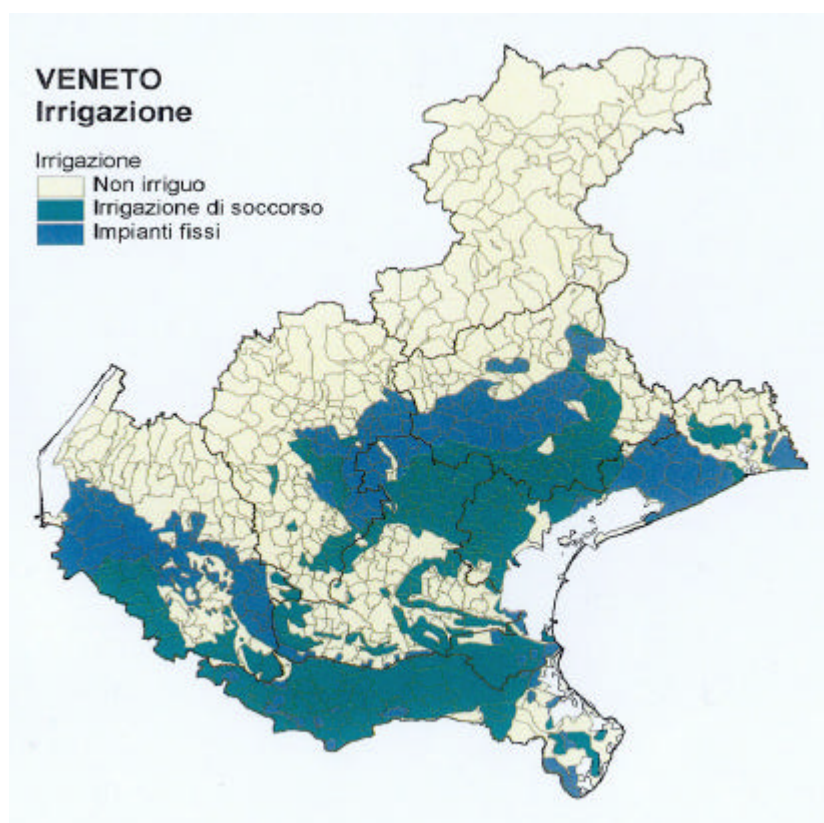 VENETO
Irrigazione
Irrigazione
Non irriguo
Irrigazione di soccorso
Impianti fissi